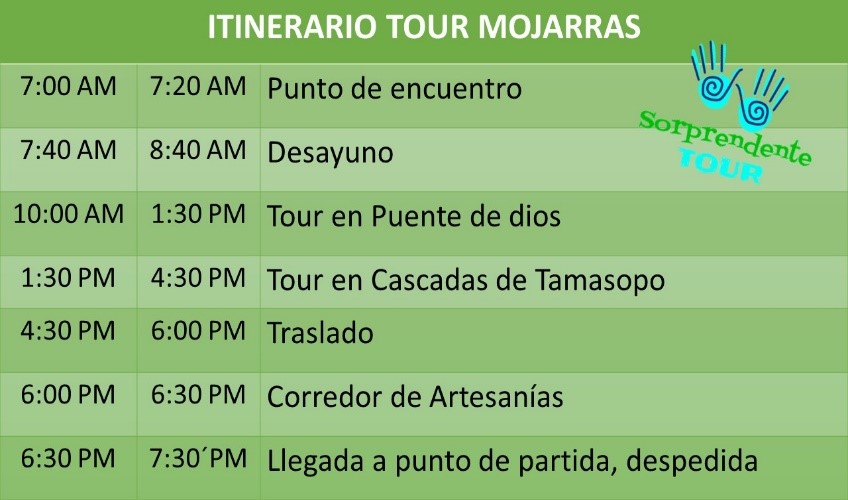 ITINERARIO TOUR MOJARRAS
7:00 AM 7:20 AM Punto de encuentro
Sorprendente
TOUR
7:40 AM 8:40 AM Desayuno
10:00 AM 1:30 PM Tour en Puente de dios
1:30 PM 4:30 PM Tour en Cascadas de Tamasopo
4:30 PM 6:00 PM Traslado
6:00 PM 6:30 PM Corredor de Artesanías
6:30 PM 7:30´PM Llegada a punto de partida, despedida